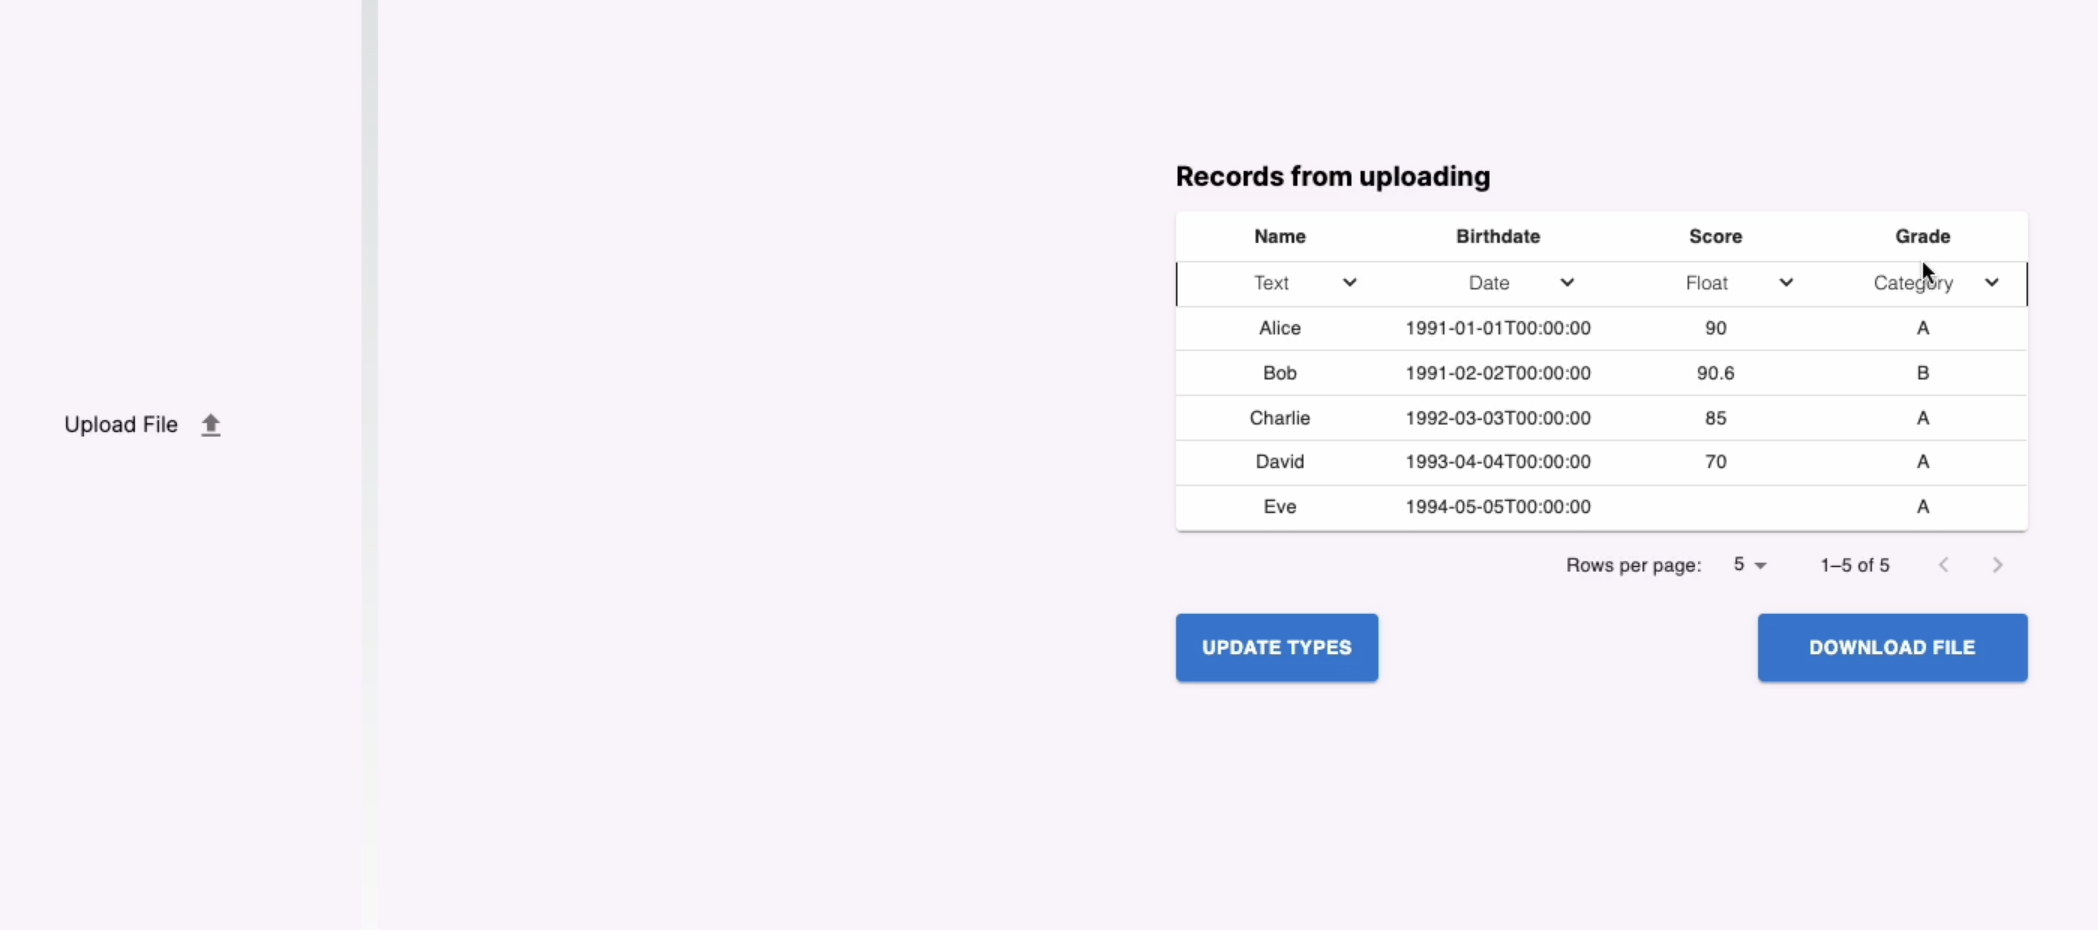 Upload File
Records from uploading
Name Birthdate Score Grade
Text Date Float Category
Alice 1991-01-01T00:00:00 90 A
Bob 1991-02-02T00:00:00 90.6 B
Charlie 1992-03-03T00:00:00 85 A
David 1993-04-04T00:00:00 70 A
Eve 1994-05-05T00:00:00 A
Rows per page: 5 1–5 of 5
UPDATE TYPES DOWNLOAD FILE